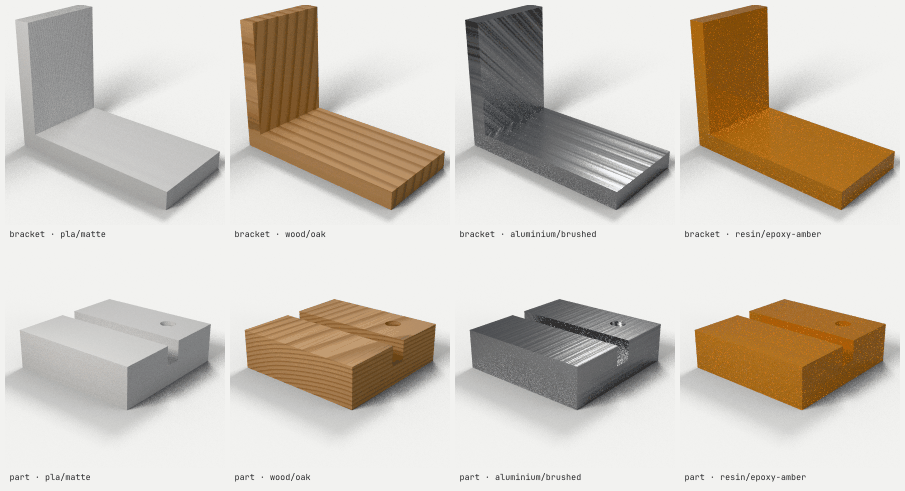 bracket · pla/matte
bracket · wood/oak
bracket · aluminium/brushed
bracket · resin/epoxy-amber
part · pla/matte
part · wood/oak
part · aluminium/brushed
part · resin/epoxy-amber